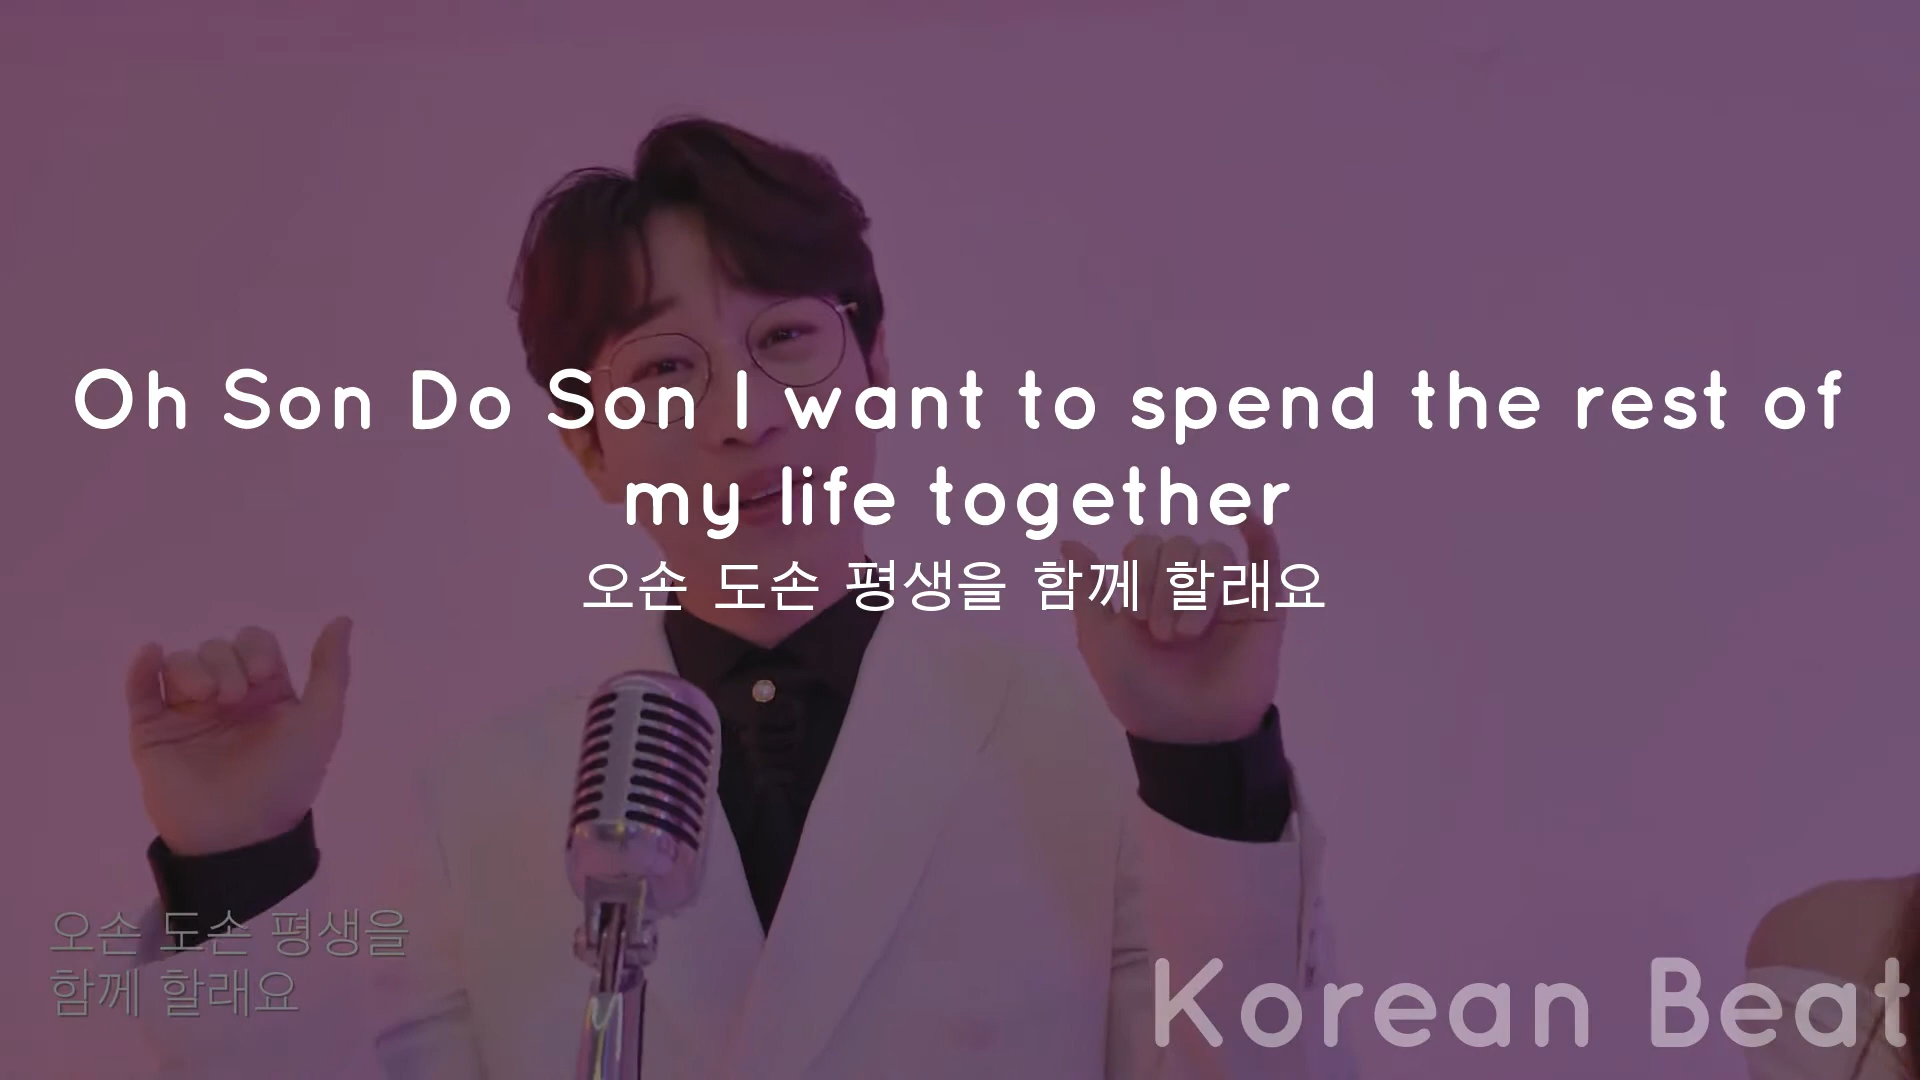 Oh Son Do Son I want to spend the rest of
my life together
오손 도손 평생을 함께 할래요
오손 도손 평생을
함께 할래요
Korean Beat